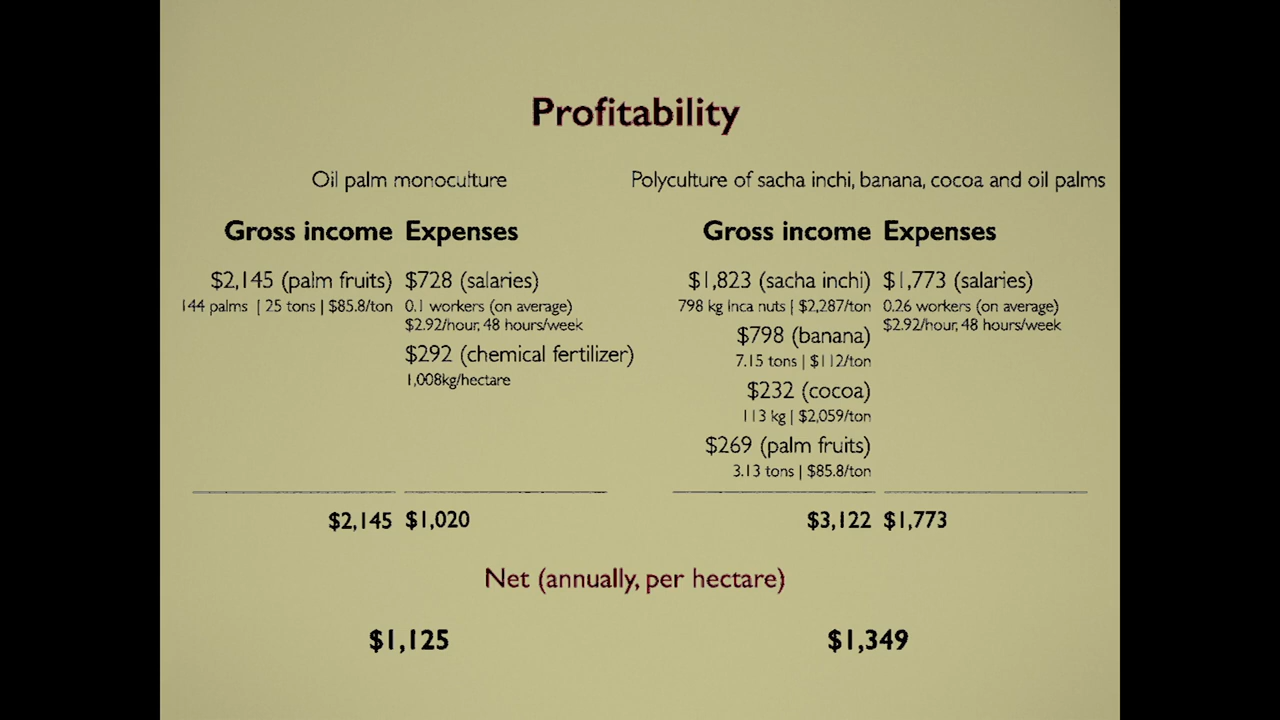 Profitability
Oil palm monoculture
Gross income Expenses
$2,145 (palm fruits) $728 (salaries)
144 palms | 25 tons | $85.8/ton 0.1 workers (on average)
$2.92/hour, 48 hours/week
$292 (chemical fertilizer)
1,008kg/hectare
$2,145 $1,020
Polyculture of sacha inchi, banana, cocoa and oil palms
Gross income Expenses
$1,823 (sacha inchi) $1,773 (salaries)
798 kg Inca nuts | $2,287/ton 0.26 workers (on average)
$2.92/hour, 48 hours/week
$798 (banana)
7.15 tons | $112/ton
$232 (cocoa)
113 kg | $2,059/ton
$269 (palm fruits)
3.13 tons | $85.8/ton
$3,122 $1,773
Net (annually, per hectare)
$1,125 $1,349